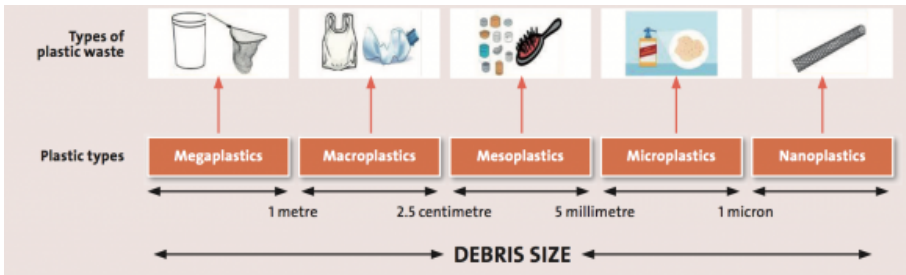 Types of
plastic waste
Plastic types
Megaplastics
Macroplastics
Mesoplastics
Microplastics
Nanoplastics
1 metre
2.5 centimetre
5 millimetre
1 micron
DEBRIS SIZE